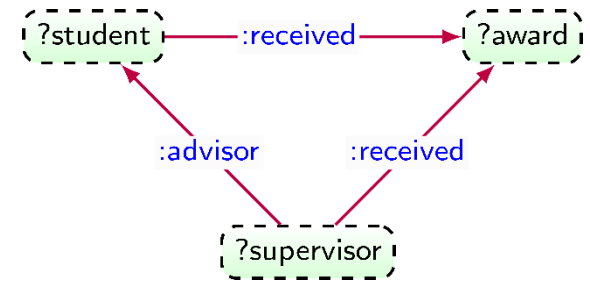 ?student :received ?award
:advisor :received
?supervisor